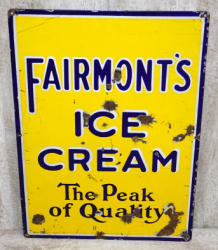 FAIRMONT'S
ICE
CREAM
The Peak
of Quality